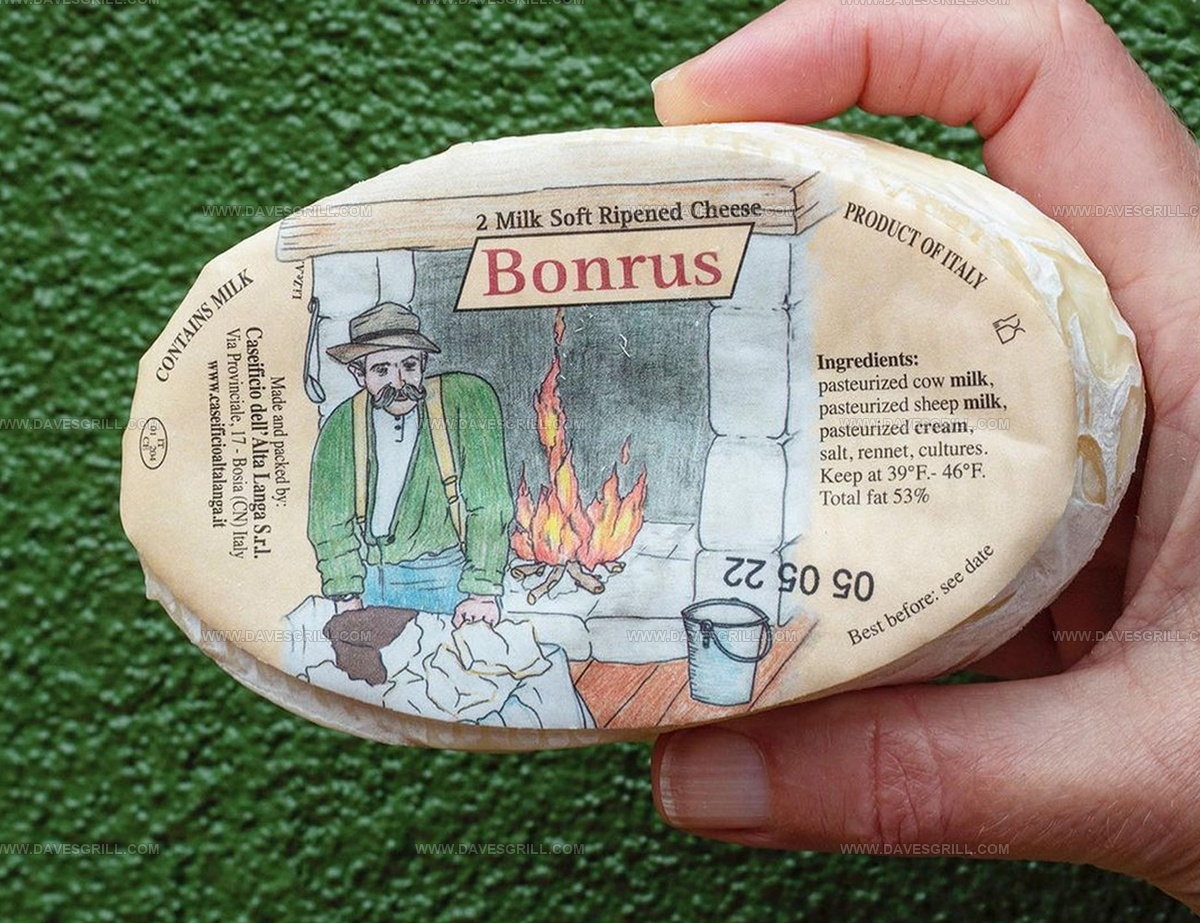 2 Milk Soft Ripened Cheese
Bonrus
CONTAINS MILK
Made and packed by:
Caseificio dell'Alta Langa S.r.l.
Via Provinciale, 17 - Bosia (CN) Italy
www.caseificioaltalanga.it
PRODUCT OF ITALY
Ingredients:
pasteurized cow milk,
pasteurized sheep milk,
pasteurized cream,
salt, rennet, cultures.
Keep at 39°F.- 46°F.
Total fat 53%
05 05 22
Best before: see date
WWW.DAVESGRILL.COM